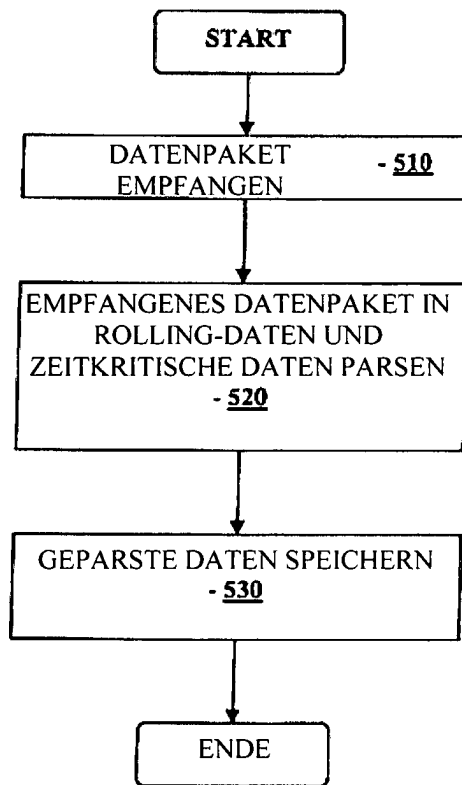 START
DATENPAKET - 510
EMPFANGEN
EMPFANGENES DATENPAKET IN
ROLLING-DATEN UND
ZEITKRITISCHE DATEN PARSEN
- 520
GEPARSTE DATEN SPEICHERN
- 530
ENDE